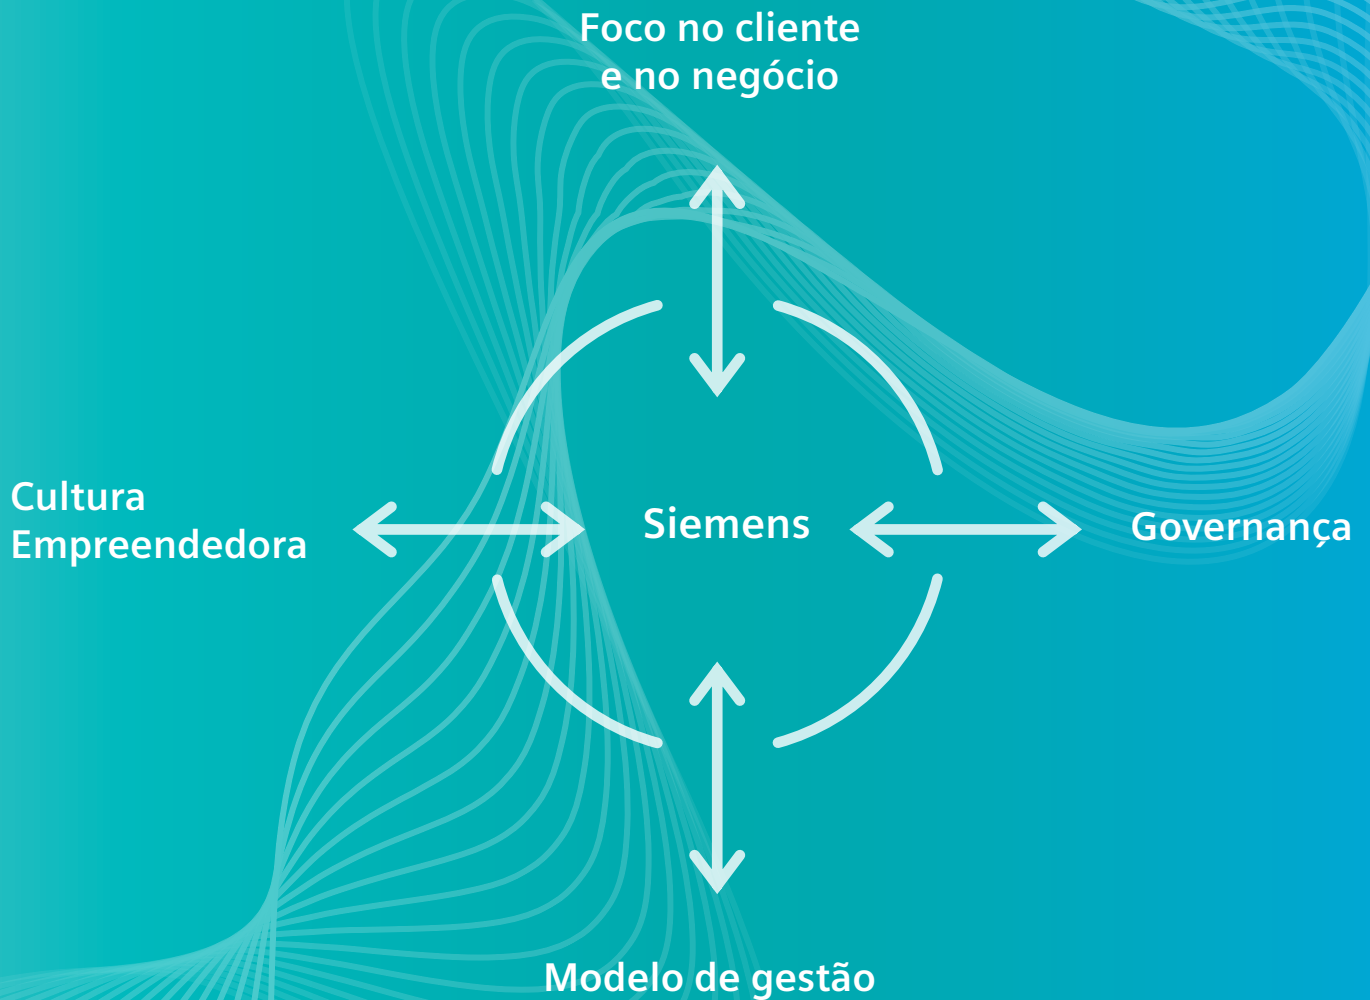 Foco no cliente
e no negócio
Cultura
Empreendedora
Siemens
Governança
Modelo de gestão